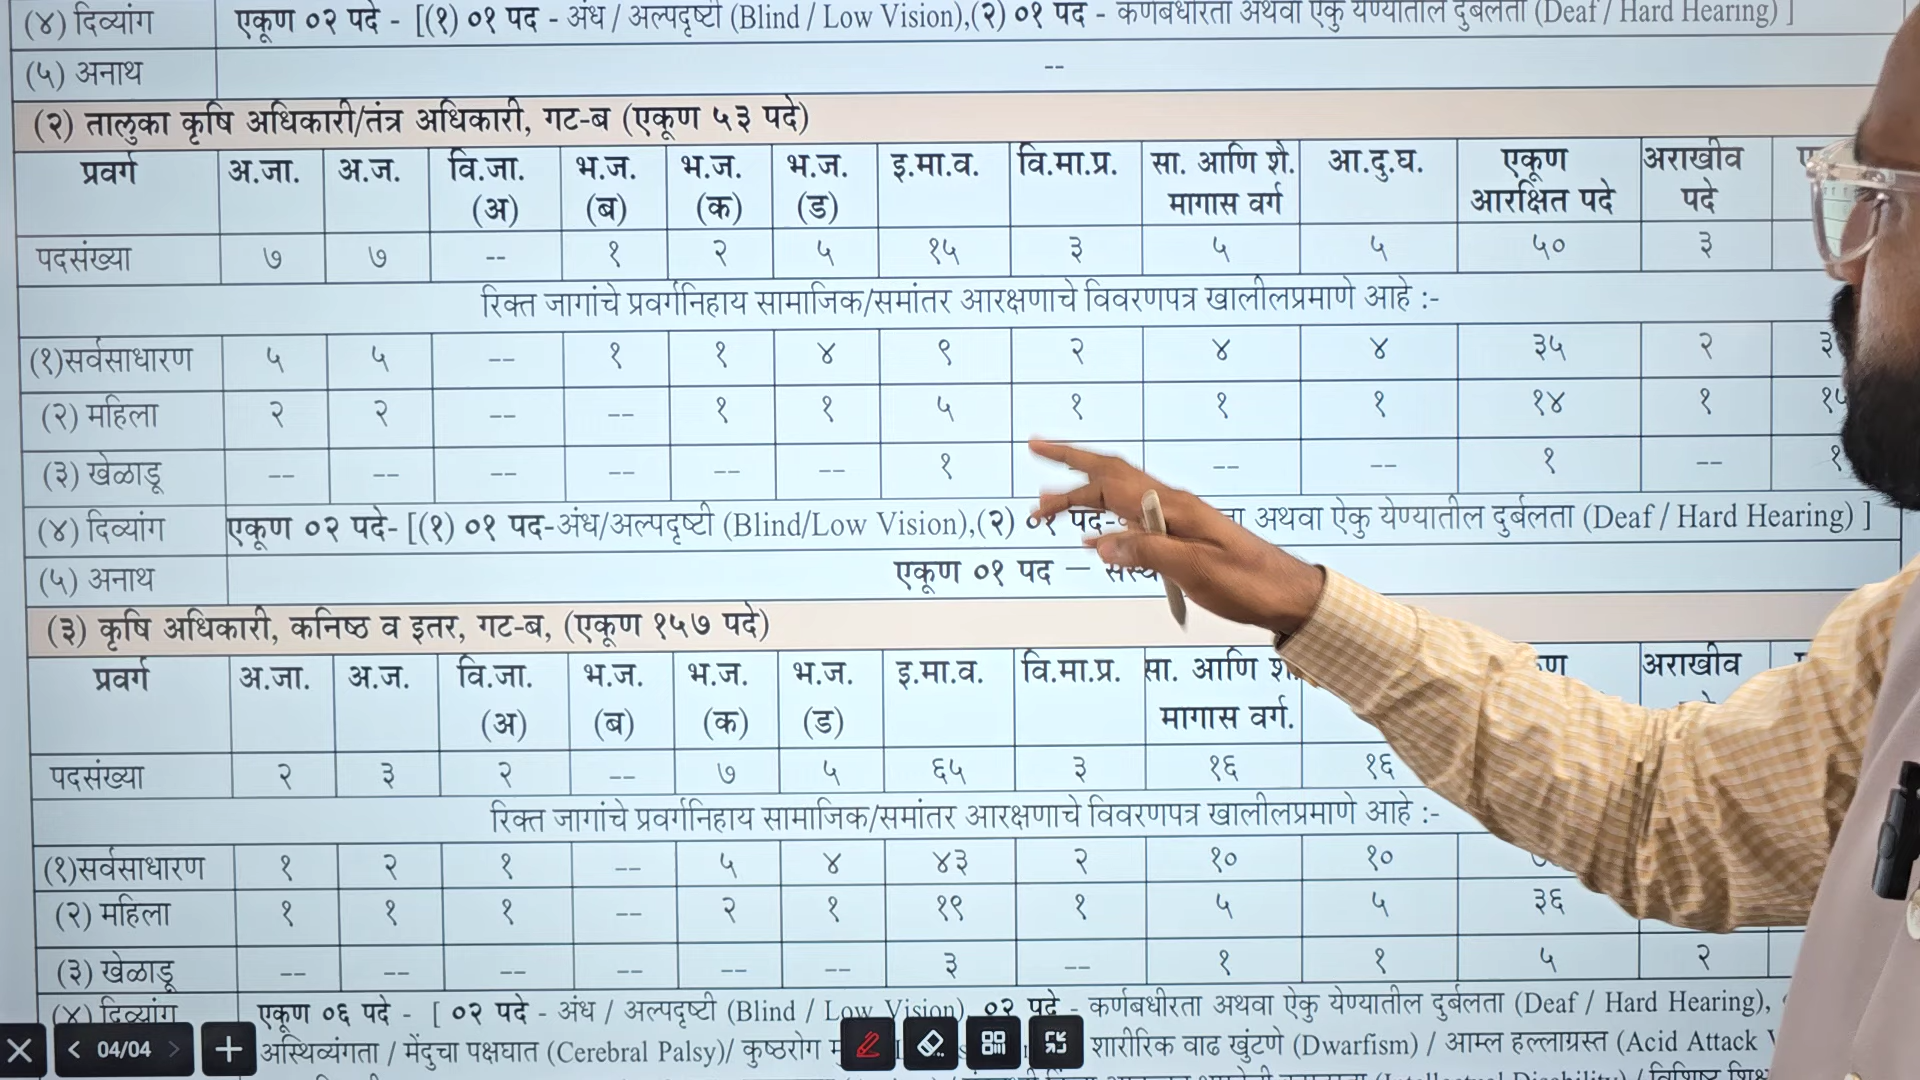 (४) दिव्यांग एकूण ०२ पदे - [(१) ०१ पद - अंध / अल्पदृष्टी (Blind / Low Vision),(२) ०१ पद - कर्णबधीरता अथवा ऐकु येण्यातील दुर्बलता (Deaf / Hard Hearing) ]
(५) अनाथ --
(२) तालुका कृषि अधिकारी/तंत्र अधिकारी, गट-ब (एकूण ५३ पदे)
प्रवर्ग अ.जा. अ.ज. वि.जा. (अ) भ.ज. (ब) भ.ज. (क) भ.ज. (ड) इ.मा.व. वि.मा.प्र. सा. आणि शै. मागास वर्ग आ.दु.घ. एकूण आरक्षित पदे अराखीव पदे
पदसंख्या ७ ७ -- १ २ ५ १५ ३ ५ ५ ५० ३
रिक्त जागांचे प्रवर्गनिहाय सामाजिक/समांतर आरक्षणाचे विवरणपत्र खालीलप्रमाणे आहे :-
(१)सर्वसाधारण ५ ५ -- १ १ ४ ९ २ ४ ४ ३५ २
(२) महिला २ २ -- -- १ १ ५ १ १ १ १४ १ १५
(३) खेळाडू -- -- -- -- -- -- १ -- -- -- १ -- १
(४) दिव्यांग एकूण ०२ पदे- [(१) ०१ पद-अंध/अल्पदृष्टी (Blind/Low Vision),(२) ०१ पद- अथवा ऐकु येण्यातील दुर्बलता (Deaf / Hard Hearing) ]
(५) अनाथ एकूण ०१ पद –
(३) कृषि अधिकारी, कनिष्ठ व इतर, गट-ब, (एकूण १५७ पदे)
प्रवर्ग अ.जा. अ.ज. वि.जा. (अ) भ.ज. (ब) भ.ज. (क) भ.ज. (ड) इ.मा.व. वि.मा.प्र. सा. आणि मागास वर्ग. अराखीव
पदसंख्या २ ३ २ -- ७ ५ ६५ ३ १६ १६
रिक्त जागांचे प्रवर्गनिहाय सामाजिक/समांतर आरक्षणाचे विवरणपत्र खालीलप्रमाणे आहे :-
(१)सर्वसाधारण १ २ १ -- ५ ४ ४३ २ १० १०
(२) महिला १ १ १ -- २ १ १९ १ ५ ५ ३६
(३) खेळाडू -- -- -- -- -- -- ३ -- १ १ ५ २
(४) दिव्यांग एकूण ०६ पदे - [ ०२ पदे - अंध / अल्पदृष्टी (Blind / Low Vision), ०२ पदे - कर्णबधीरता अथवा ऐकु येण्यातील दुर्बलता (Deaf / Hard Hearing),
अस्थिव्यंगता / मेंदुचा पक्षघात (Cerebral Palsy)/ कुष्ठरोग शारीरिक वाढ खुंटणे (Dwarfism) / आम्ल हल्लाग्रस्त (Acid Attack
04/04